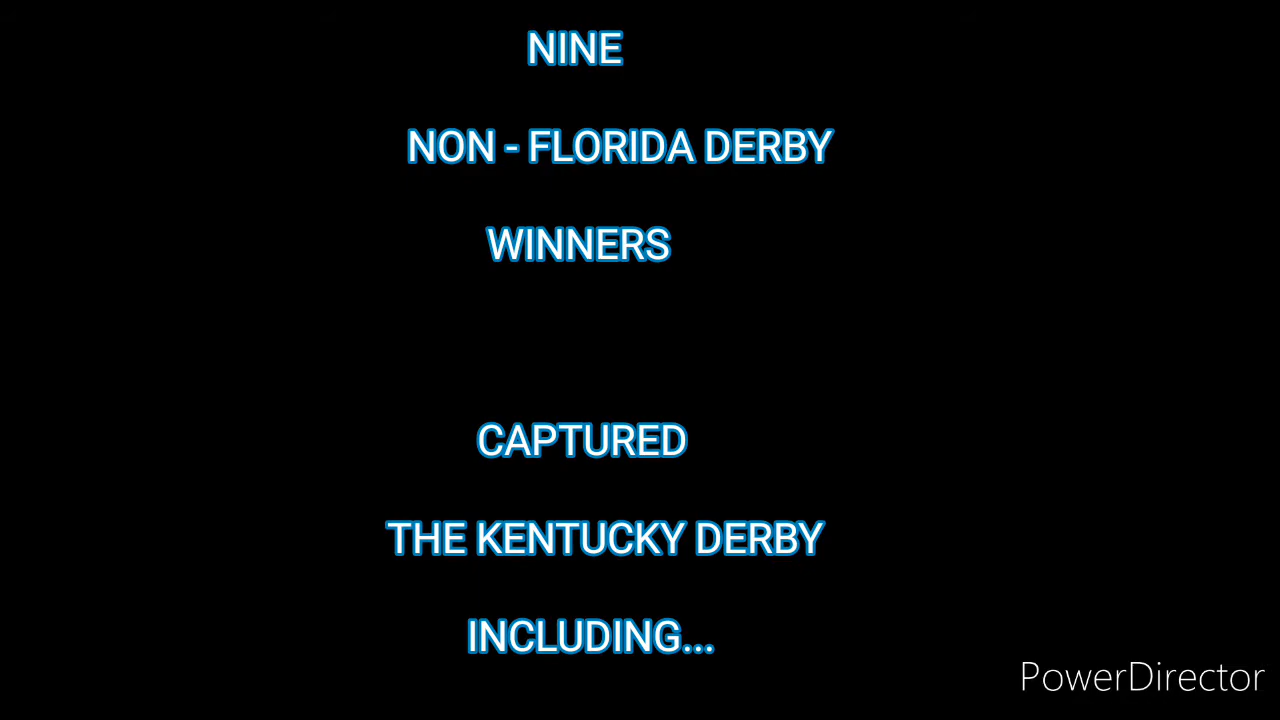 NINE
NON - FLORIDA DERBY
WINNERS
CAPTURED
THE KENTUCKY DERBY
INCLUDING...
PowerDirector